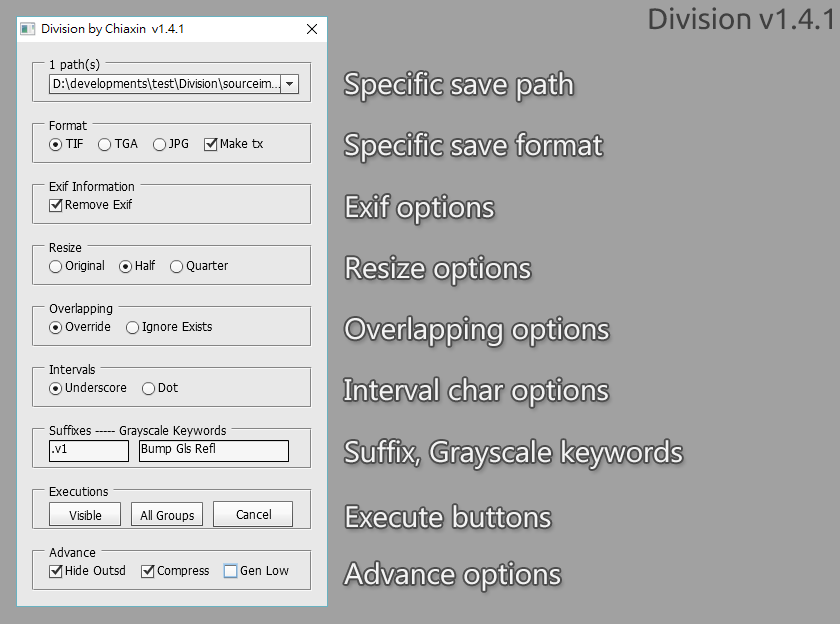 Division v1.4.1
Division by Chiaxin v1.4.1
1 path(s)
D:\developments\test\Division\sourceim...
Specific save path
Format
TIF TGA JPG Make tx
Specific save format
Exif Information
Remove Exif
Exif options
Resize
Original Half Quarter
Resize options
Overlapping
Override Ignore Exists
Overlapping options
Intervals
Underscore Dot
Interval char options
Suffixes ----- Grayscale Keywords
.v1 Bump Gls Refl
Suffix, Grayscale keywords
Executions
Visible All Groups Cancel
Execute buttons
Advance
Hide Outsd Compress Gen Low
Advance options